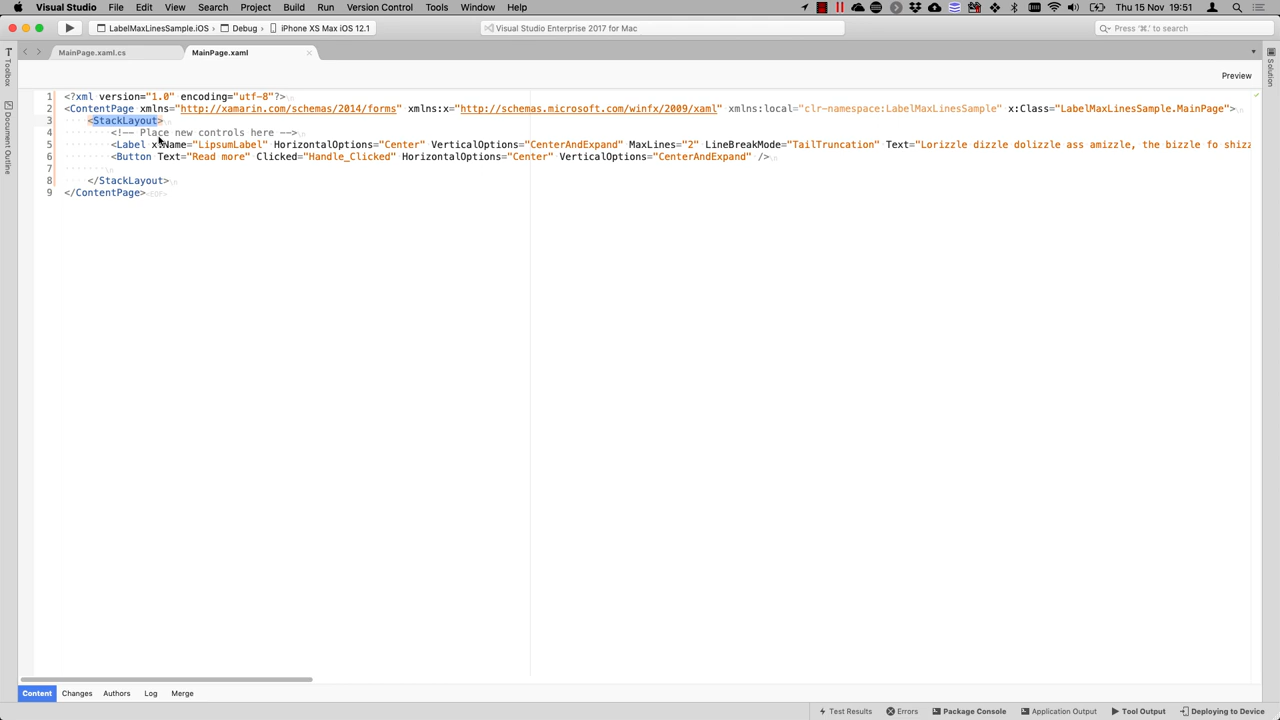 Visual Studio File Edit View Search Project Build Run Version Control Tools Window Help Thu 15 Nov 19:51
LabelMaxLinesSample.iOS › Debug › iPhone XS Max iOS 12.1 Visual Studio Enterprise 2017 for Mac Press '⌘.' to search
MainPage.xaml.cs MainPage.xaml
Toolbox
Document Outline
Solution
Preview
1 <?xml version="1.0" encoding="utf-8"?>\n
2 <ContentPage xmlns="http://xamarin.com/schemas/2014/forms" xmlns:x="http://schemas.microsoft.com/winfx/2009/xaml" xmlns:local="clr-namespace:LabelMaxLinesSample" x:Class="LabelMaxLinesSample.MainPage">\n
3 <StackLayout>\n
4 <!-- Place new controls here -->\n
5 <Label x:Name="LipsumLabel" HorizontalOptions="Center" VerticalOptions="CenterAndExpand" MaxLines="2" LineBreakMode="TailTruncation" Text="Lorizzle dizzle dolizzle ass amizzle, the bizzle fo shizz
6 <Button Text="Read more" Clicked="Handle_Clicked" HorizontalOptions="Center" VerticalOptions="CenterAndExpand" />\n
7 \n
8 </StackLayout>\n
9 </ContentPage><EOF>
Content Changes Authors Log Merge
Test Results Errors Package Console Application Output Tool Output Deploying to Device